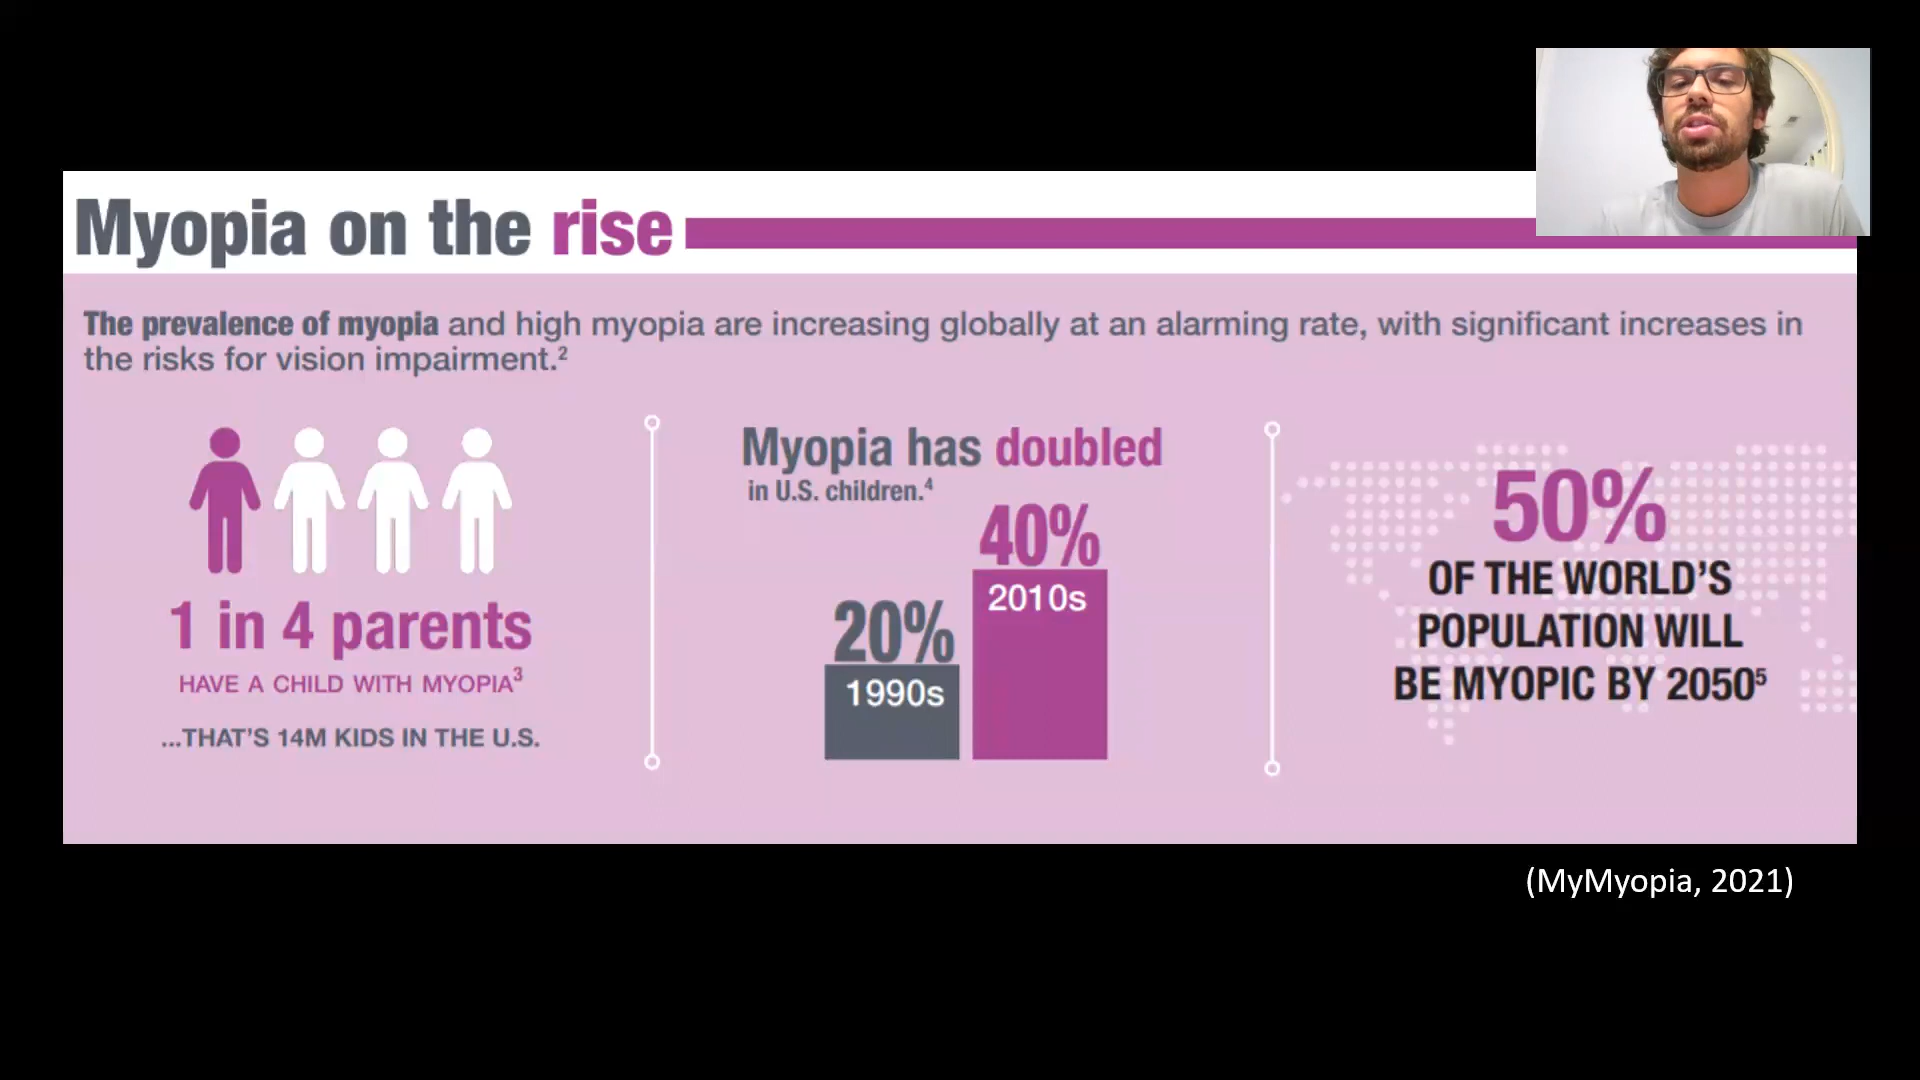 Myopia on the rise
The prevalence of myopia and high myopia are increasing globally at an alarming rate, with significant increases in
the risks for vision impairment.²
1 in 4 parents
HAVE A CHILD WITH MYOPIA³
...THAT'S 14M KIDS IN THE U.S.
Myopia has doubled
in U.S. children.⁴
20%
1990s
40%
2010s
50%
OF THE WORLD'S
POPULATION WILL
BE MYOPIC BY 2050⁵
(MyMyopia, 2021)